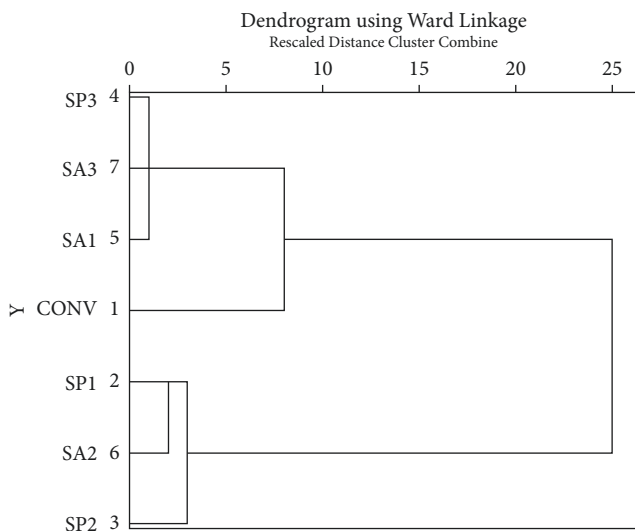 Dendrogram using Ward Linkage
Rescaled Distance Cluster Combine
0 5 10 15 20 25
SP3 4
SA3 7
SA1 5
Y
CONV 1
SP1 2
SA2 6
SP2 3